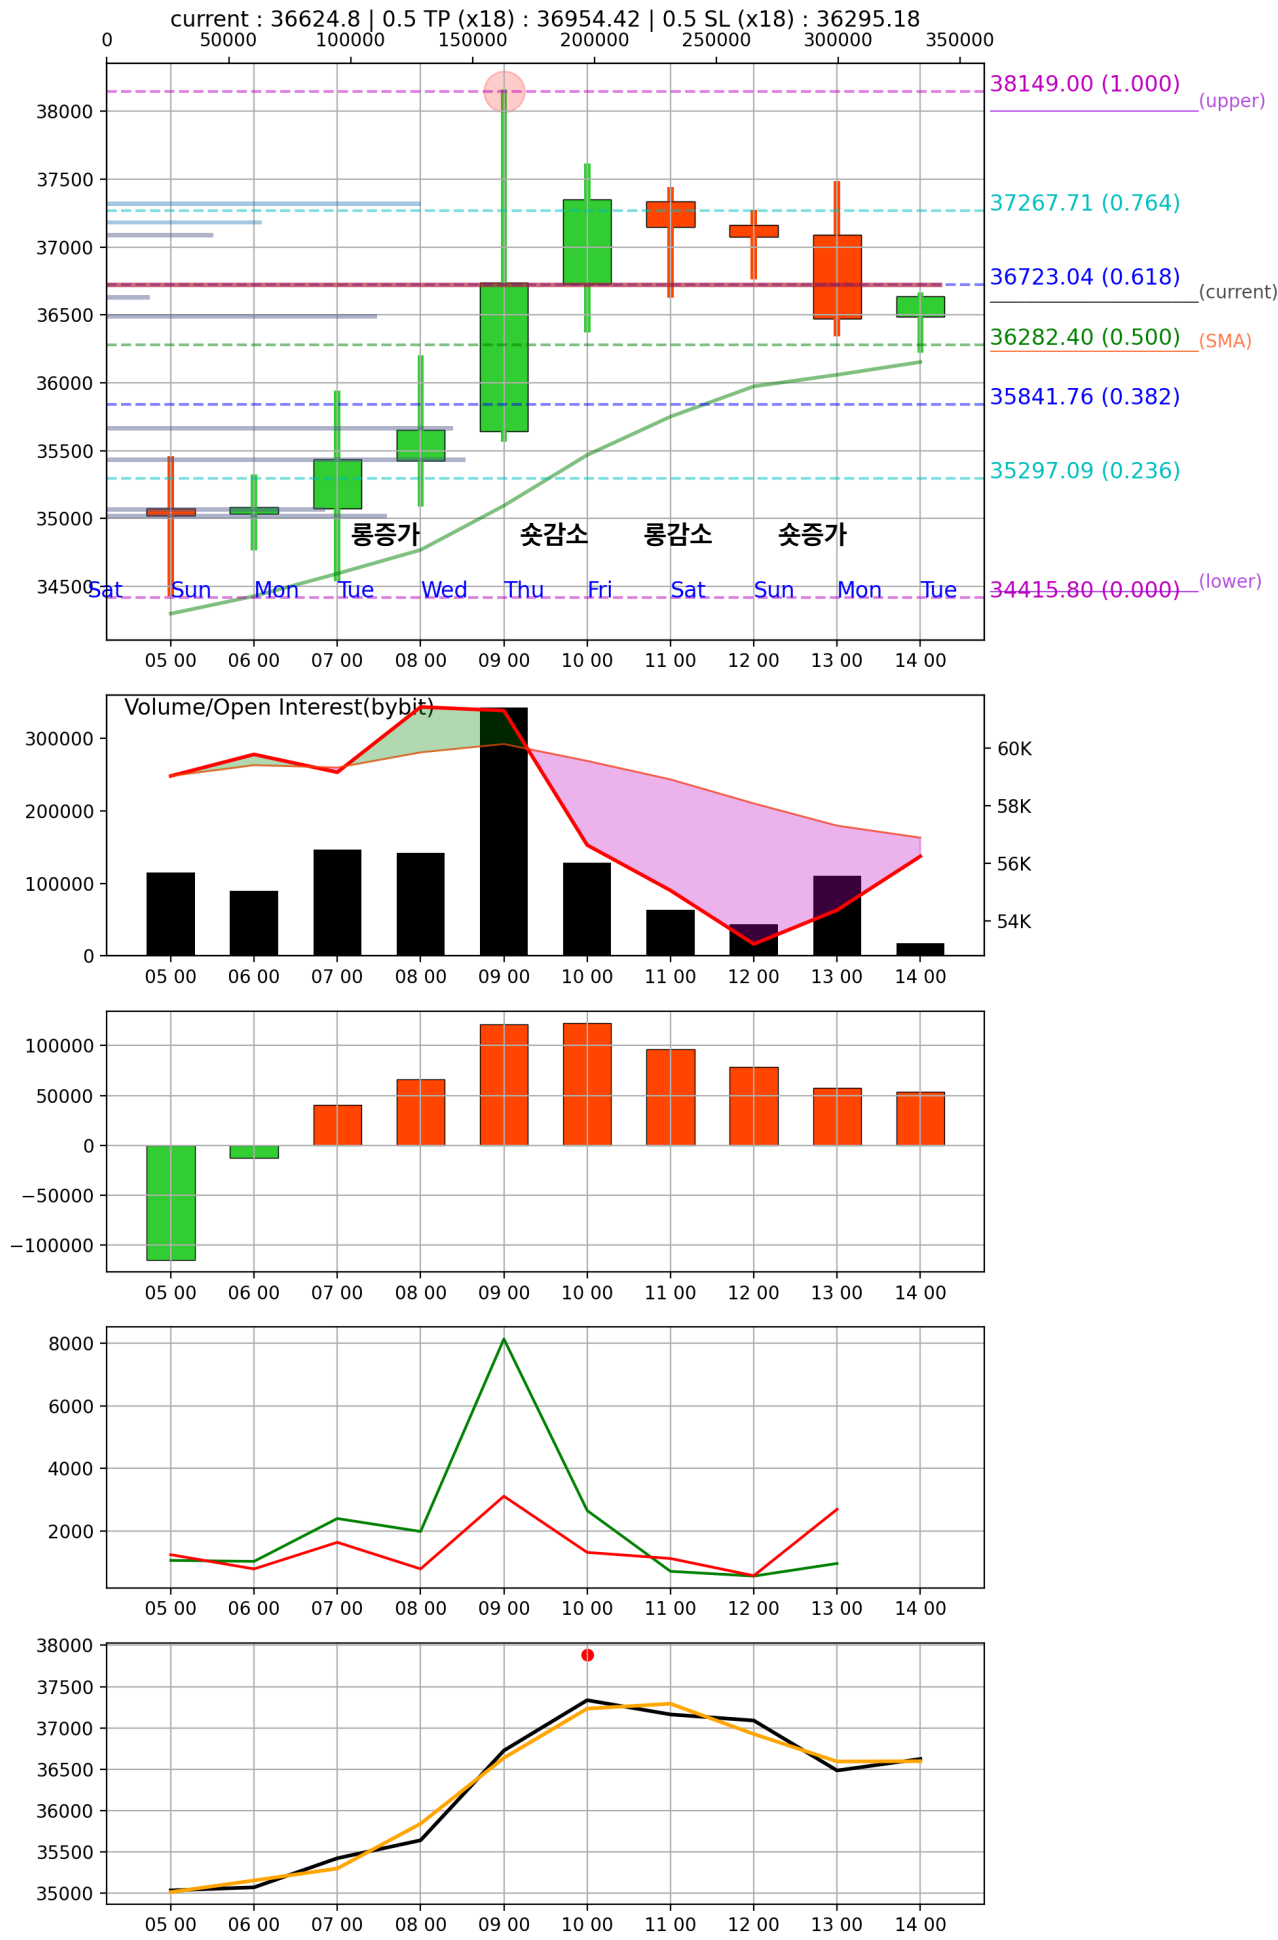 current : 36624.8 | 0.5 TP (x18) : 36954.42 | 0.5 SL (x18) : 36295.18
0 50000 100000 150000 200000 250000 300000 350000
38149.00 (1.000)
(upper)
38000
37500
37267.71 (0.764)
37000
36723.04 (0.618)
(current)
36500
36282.40 (0.500)
(SMA)
36000
35841.76 (0.382)
35500
35297.09 (0.236)
35000
롱증가 숏감소 롱감소 숏증가
34500
Sat Sun Mon Tue Wed Thu Fri Sat Sun Mon Tue
34415.80 (0.000)
(lower)
05 00 06 00 07 00 08 00 09 00 10 00 11 00 12 00 13 00 14 00
Volume/Open Interest(bybit)
300000
60K
200000
58K
56K
100000
54K
0
05 00 06 00 07 00 08 00 09 00 10 00 11 00 12 00 13 00 14 00
100000
50000
0
−50000
−100000
05 00 06 00 07 00 08 00 09 00 10 00 11 00 12 00 13 00 14 00
8000
6000
4000
2000
05 00 06 00 07 00 08 00 09 00 10 00 11 00 12 00 13 00 14 00
38000
37500
37000
36500
36000
35500
35000
05 00 06 00 07 00 08 00 09 00 10 00 11 00 12 00 13 00 14 00